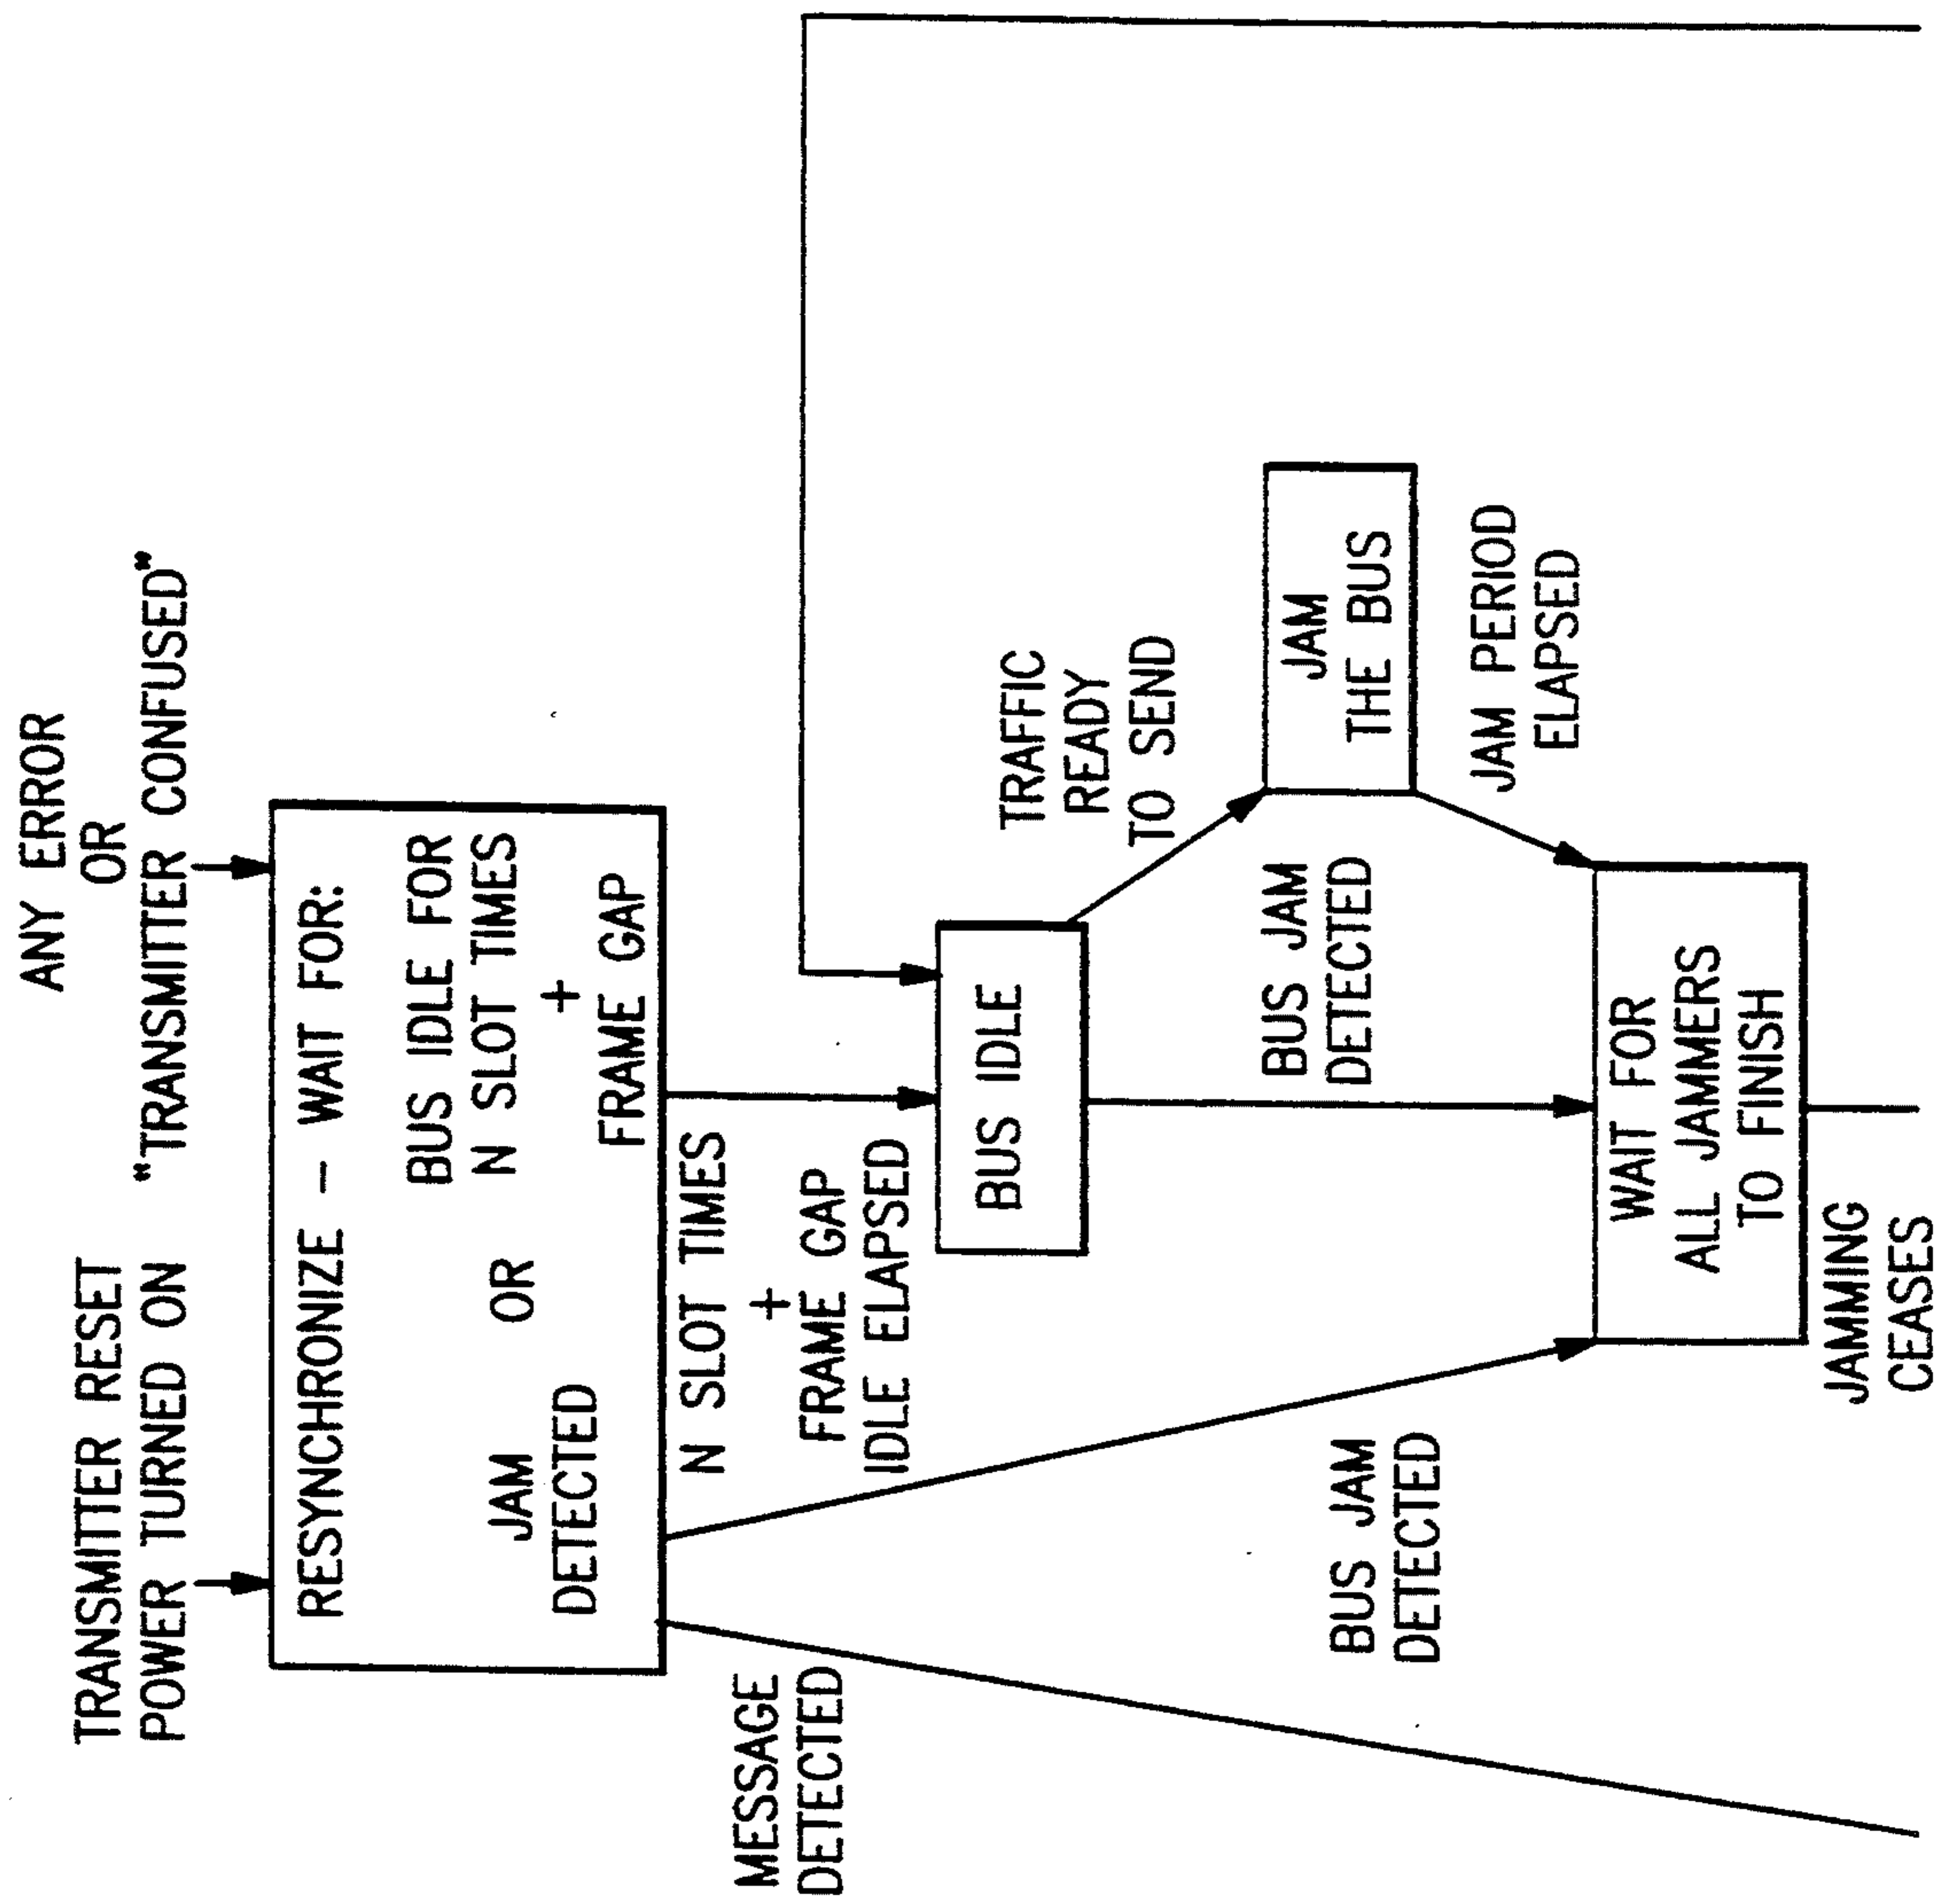 TRANSMITTER RESET
POWER TURNED ON
ANY ERROR
OR
"TRANSMITTER CONFUSED"
RESYNCHRONIZE - WAIT FOR:
JAM
DETECTED
OR
BUS IDLE FOR
N SLOT TIMES
+
FRAME GAP
MESSAGE
DETECTED
N SLOT TIMES
+
FRAME GAP
IDLE ELAPSED
BUS IDLE
TRAFFIC
READY
TO SEND
BUS JAM
DETECTED
BUS JAM
DETECTED
JAM
THE BUS
JAM PERIOD
ELAPSED
WAIT FOR
ALL JAMMERS
TO FINISH
JAMMING
CEASES